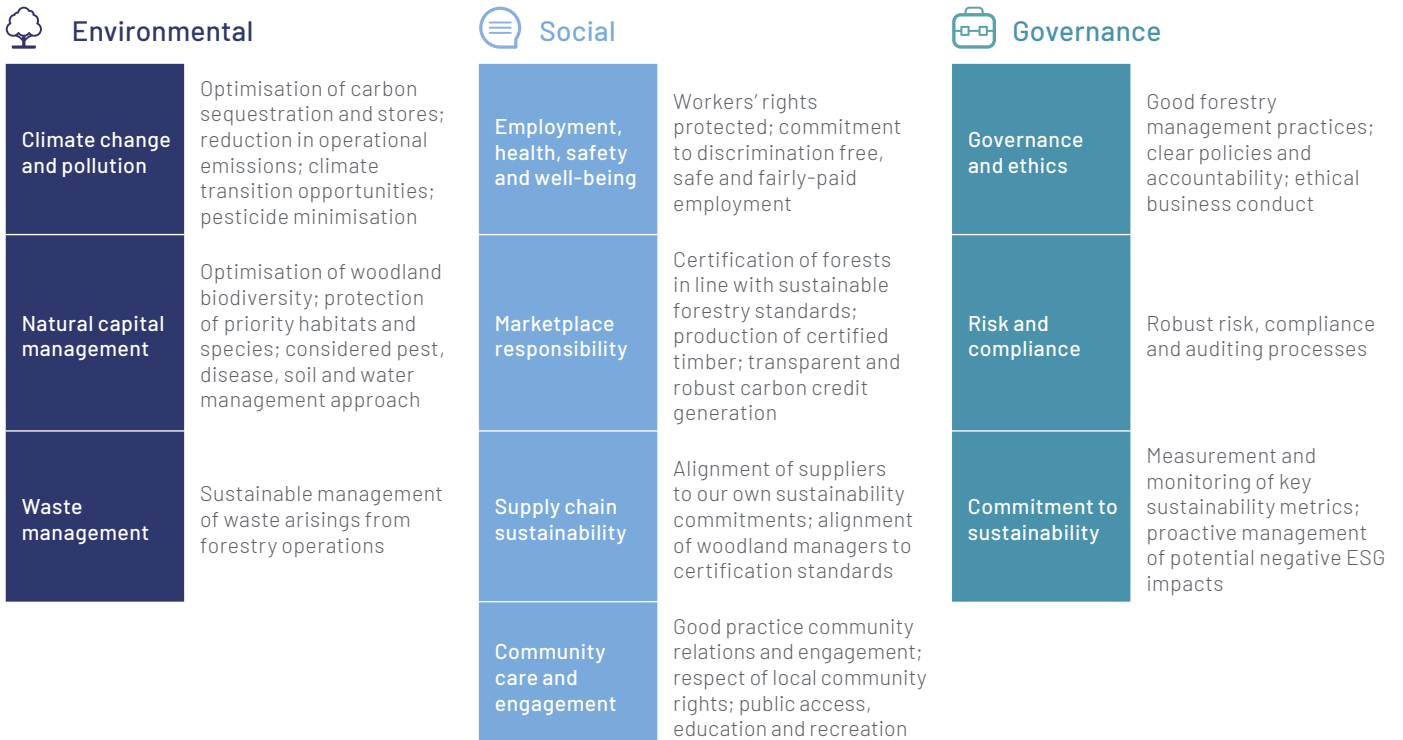 Environmental
Climate change
and pollution
Optimisation of carbon
sequestration and stores;
reduction in operational
emissions; climate
transition opportunities;
pesticide minimisation
Natural capital
management
Optimisation of woodland
biodiversity; protection
of priority habitats and
species; considered pest,
disease, soil and water
management approach
Waste
management
Sustainable management
of waste arisings from
forestry operations
Social
Employment,
health, safety
and well-being
Workers’ rights
protected; commitment
to discrimination free,
safe and fairly-paid
employment
Marketplace
responsibility
Certification of forests
in line with sustainable
forestry standards;
production of certified
timber; transparent and
robust carbon credit
generation
Supply chain
sustainability
Alignment of suppliers
to our own sustainability
commitments; alignment
of woodland managers to
certification standards
Community
care and
engagement
Good practice community
relations and engagement;
respect of local community
rights; public access,
education and recreation
Governance
Governance
and ethics
Good forestry
management practices;
clear policies and
accountability; ethical
business conduct
Risk and
compliance
Robust risk, compliance
and auditing processes
Commitment to
sustainability
Measurement and
monitoring of key
sustainability metrics;
proactive management
of potential negative ESG
impacts